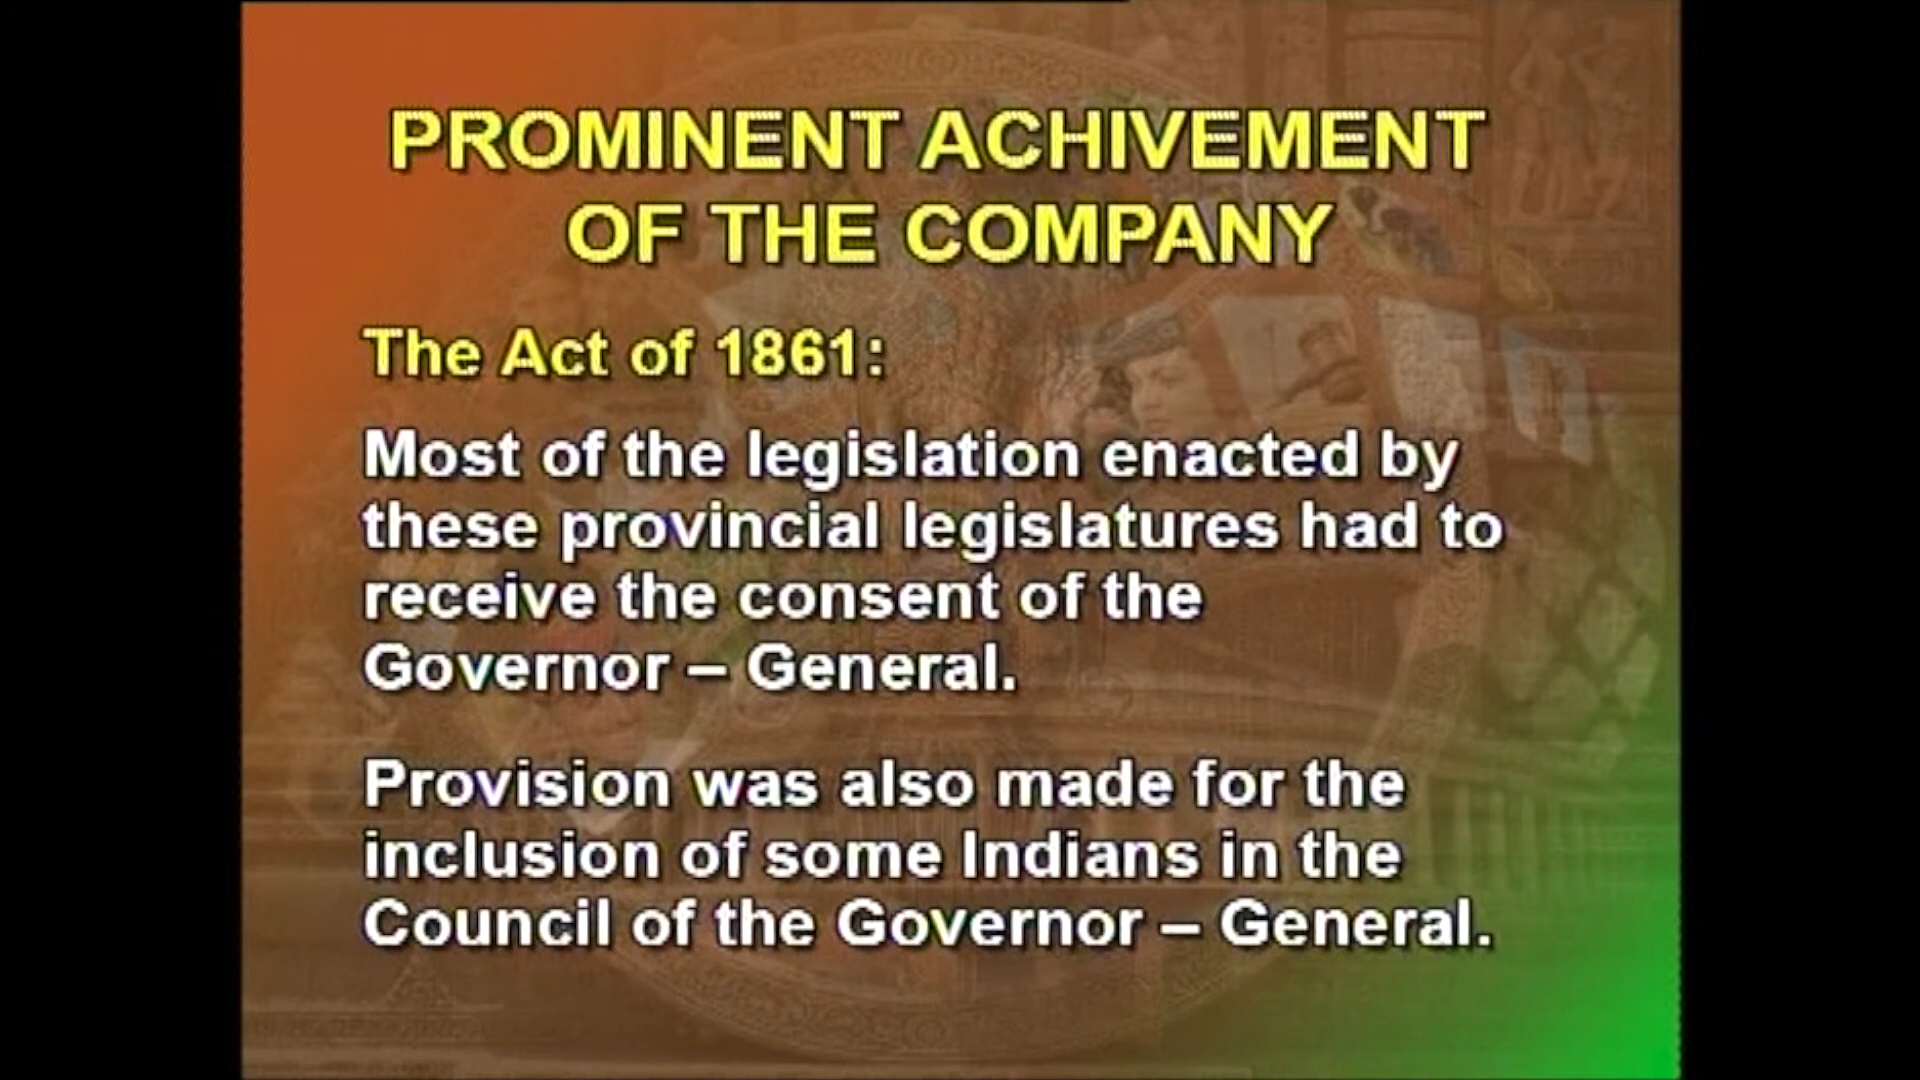 PROMINENT ACHIVEMENT
OF THE COMPANY
The Act of 1861:
Most of the legislation enacted by
these provincial legislatures had to
receive the consent of the
Governor – General.
Provision was also made for the
inclusion of some Indians in the
Council of the Governor – General.